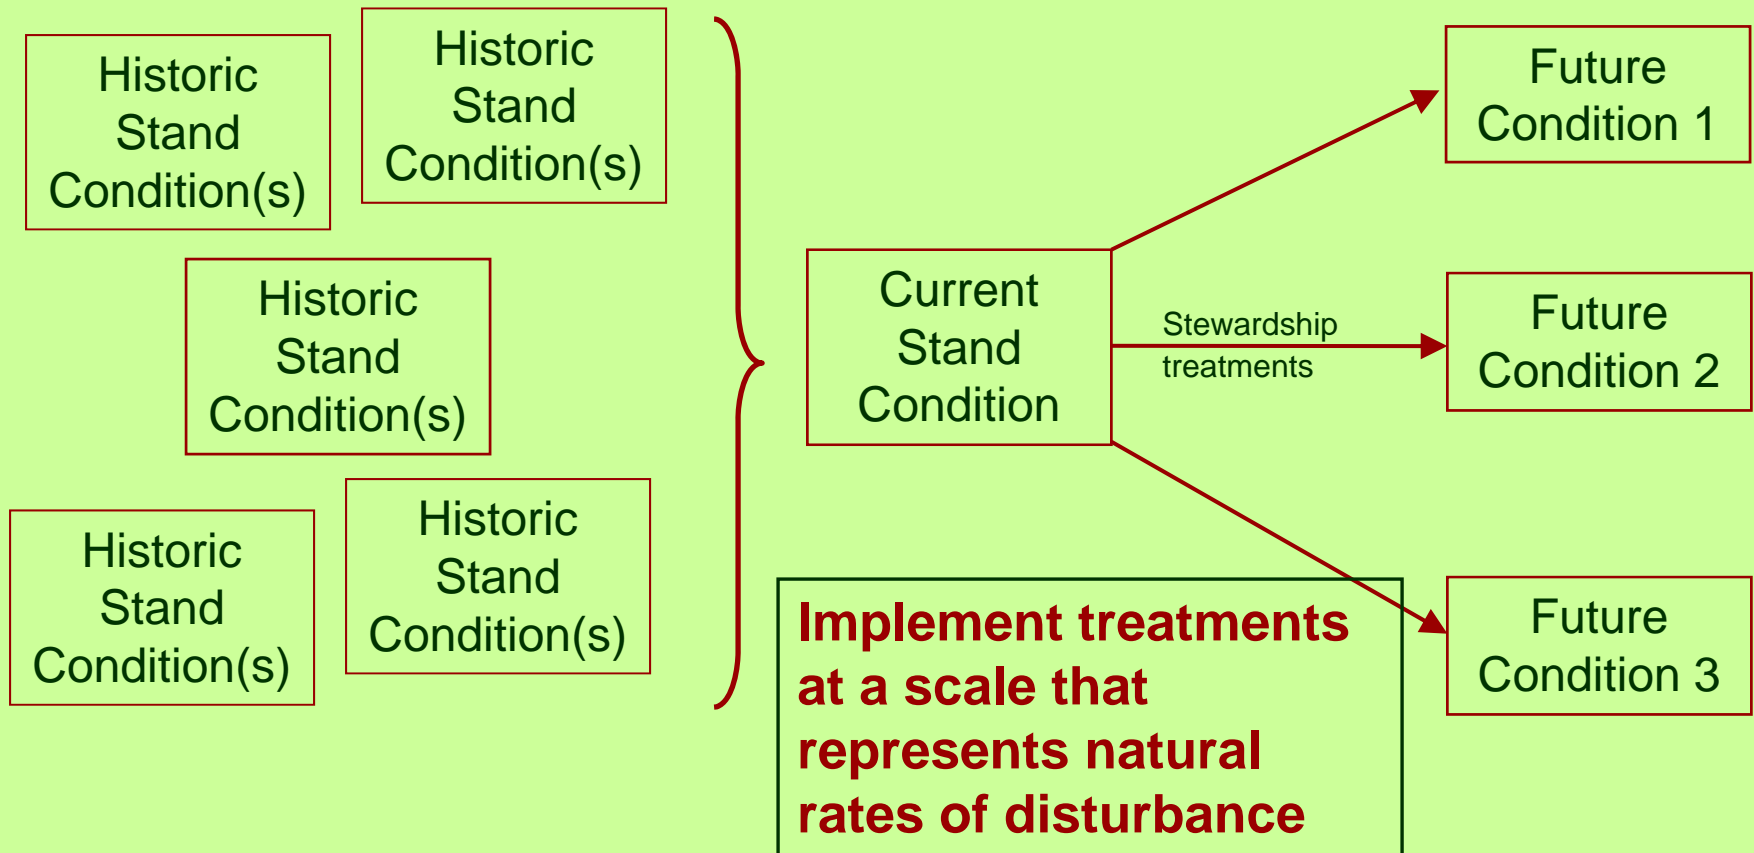 Historic
Stand
Condition(s)
Historic
Stand
Condition(s)
Historic
Stand
Condition(s)
Historic
Stand
Condition(s)
Historic
Stand
Condition(s)
Current
Stand
Condition
Stewardship
treatments
Future
Condition 1
Future
Condition 2
Future
Condition 3
Implement treatments
at a scale that
represents natural
rates of disturbance